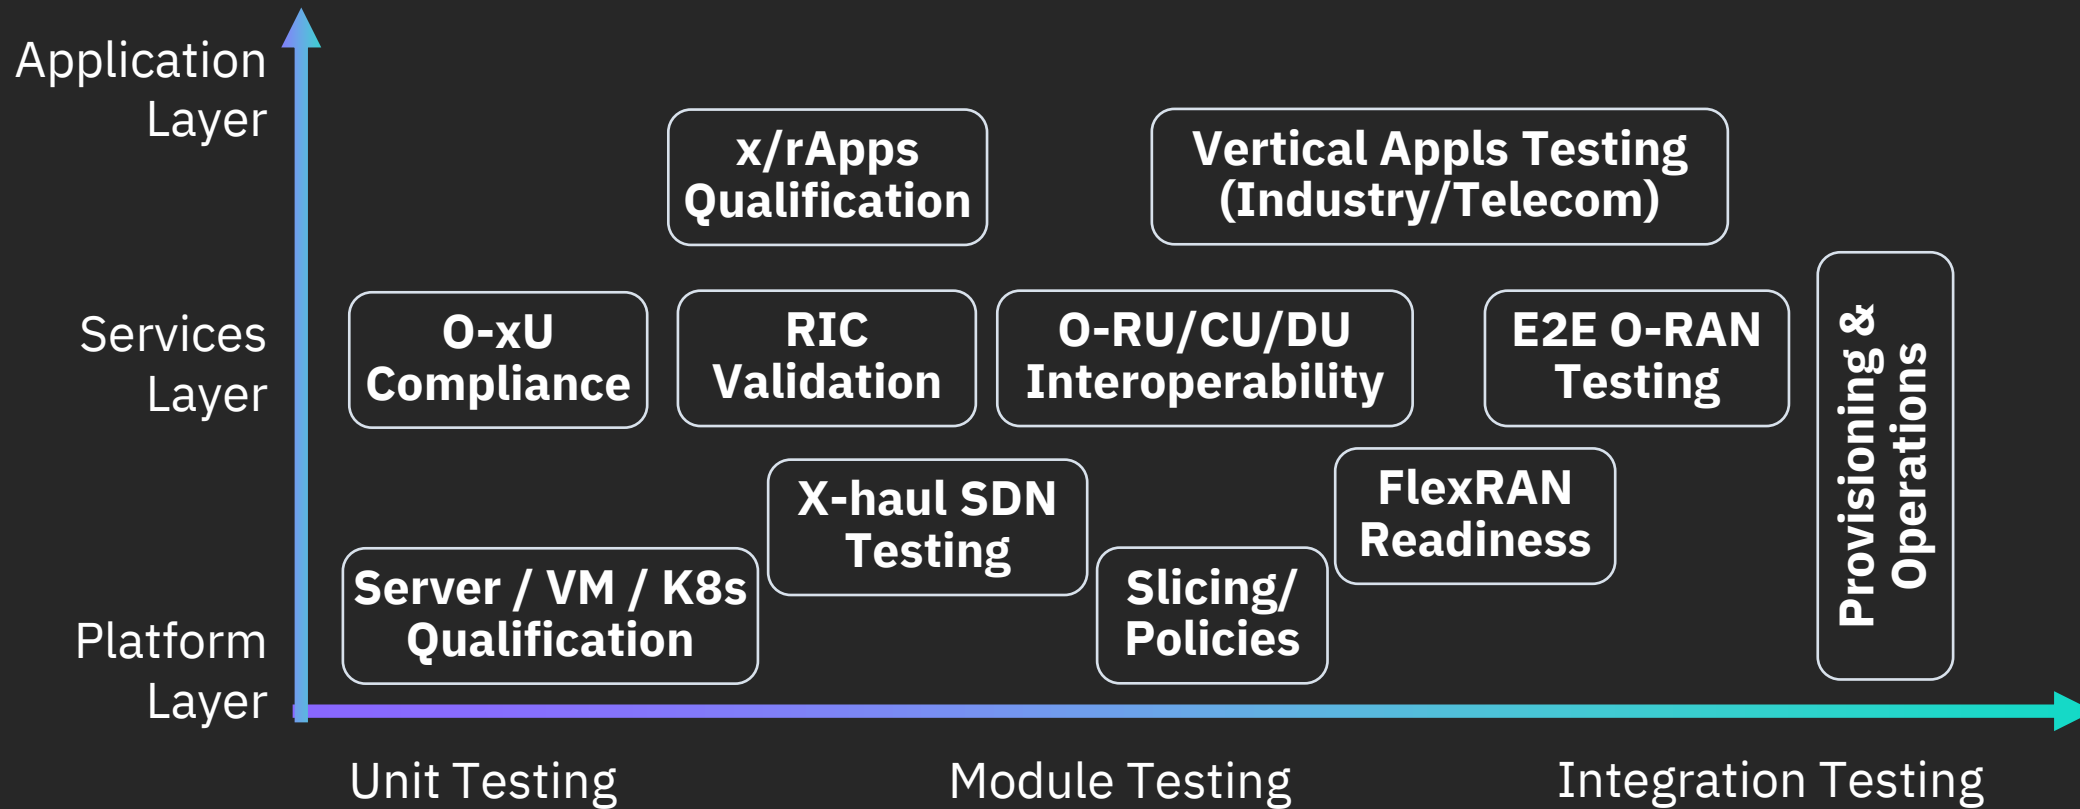 Application
Layer
x/rApps
Qualification
Vertical Appls Testing
(Industry/Telecom)
Services
Layer
O-xU
Compliance
RIC
Validation
O-RU/CU/DU
Interoperability
E2E O-RAN
Testing
Provisioning &
Operations
X-haul SDN
Testing
FlexRAN
Readiness
Platform
Layer
Server / VM / K8s
Qualification
Slicing/
Policies
Unit Testing
Module Testing
Integration Testing